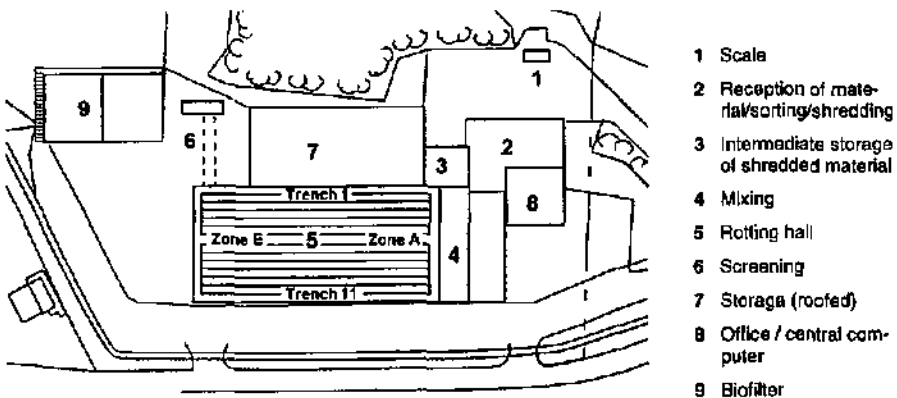 1
9
6
7
2
3
8
Trench 1
Zone B
5
Zone A
4
Trench 11
1 Scale
2 Reception of mate-
rial/sorting/shredding
3 Intermediate storage
of shredded material
4 Mixing
5 Rotting hall
6 Screening
7 Storage (roofed)
8 Office / central com-
puter
9 Biofilter